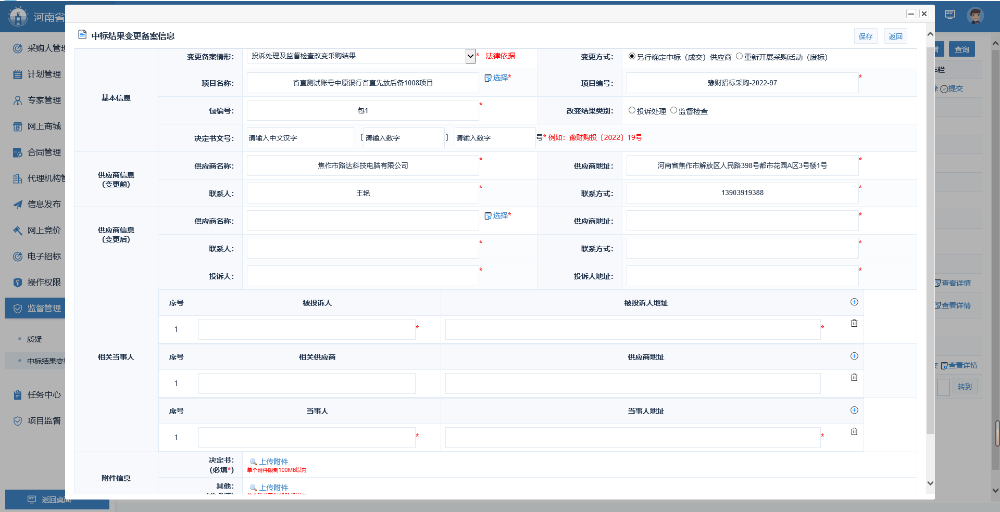 河南省
采购人管理
计划管理
专家管理
网上商城
合同管理
代理机构管
信息发布
网上竞价
电子招标
操作权限
监督管理
质疑
中标结果变更
任务中心
项目监督
返回桌面
中标结果变更备案信息
保存 返回
基本信息
变更备案情形： 投诉处理及监督检查改变采购结果 * 法律依据
变更方式： 另行确定中标（成交）供应商 重新开展采购活动（废标）
项目名称： 省直测试账号中原银行省直先放后备1008项目 选择*
项目编号： 豫财招标采购-2022-97 *
包编号： 包1 *
改变结果类别： 投诉处理 监督检查
决定书文号： 请输入中文汉字 〔 请输入数字 〕 请输入数字 号* 例如：豫财购投〔2022〕19号
供应商信息
(变更前)
供应商名称： 焦作市路达科技电脑有限公司 *
供应商地址： 河南省焦作市解放区人民路398号都市花园A区3号楼1号 *
联系人： 王艳 *
联系方式： 13903919388 *
供应商信息
(变更后)
供应商名称： 选择*
供应商地址： *
联系人： *
联系方式： *
相关当事人
投诉人： *
投诉人地址： *
序号 被投诉人 被投诉人地址
1 * *
序号 相关供应商 供应商地址
1
序号 当事人 当事人地址
1 * *
附件信息
决定书：
(必填*)
上传附件
单个附件限制100MB以内
其他：
上传附件
单个附件限制100MB以内
增 查询
作栏
除 提交
查看详情
查看详情
交 查看详情
转到